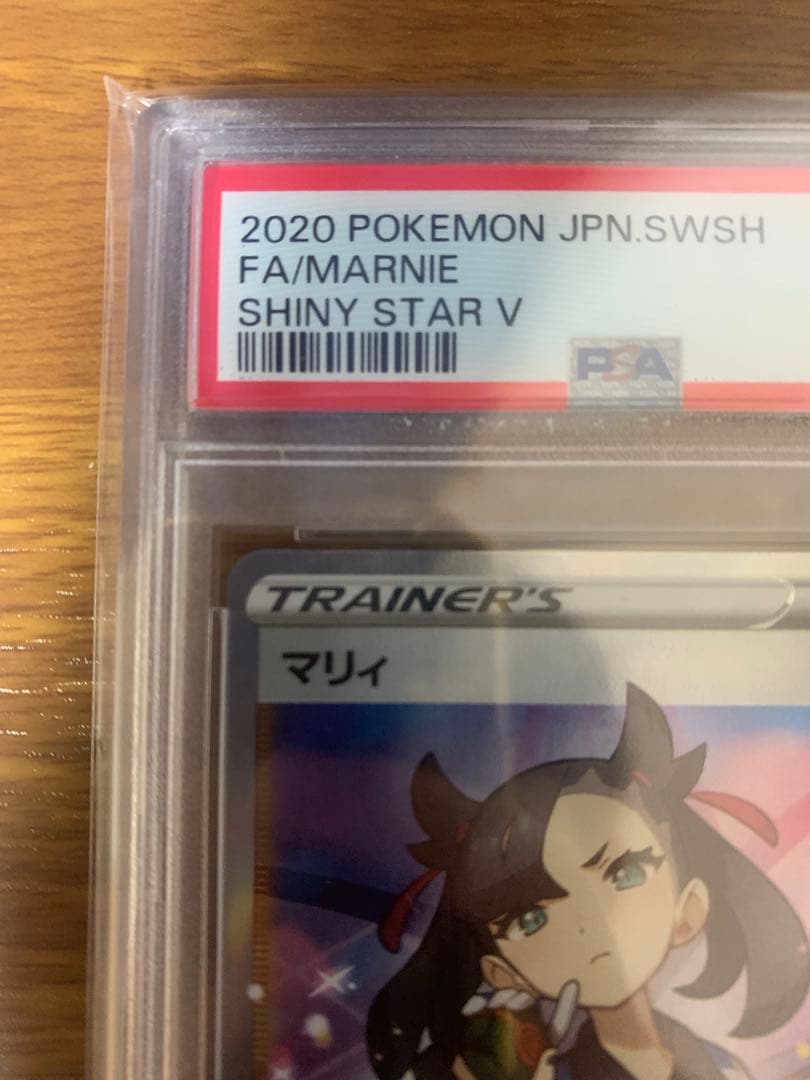 2020 POKEMON JPN.SWSH
FA/MARNIE
SHINY STAR V
PSA
TRAINER'S
マリィ